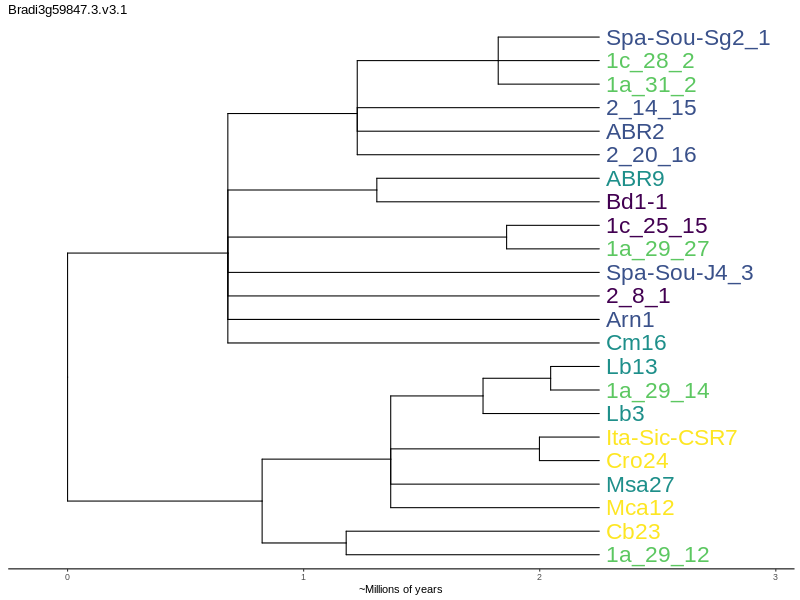 Bradi3g59847.3.v3.1
Spa-Sou-Sg2_1
1c_28_2
1a_31_2
2_14_15
ABR2
2_20_16
ABR9
Bd1-1
1c_25_15
1a_29_27
Spa-Sou-J4_3
2_8_1
Arn1
Cm16
Lb13
1a_29_14
Lb3
Ita-Sic-CSR7
Cro24
Msa27
Mca12
Cb23
1a_29_12
0 1 2 3
~Millions of years